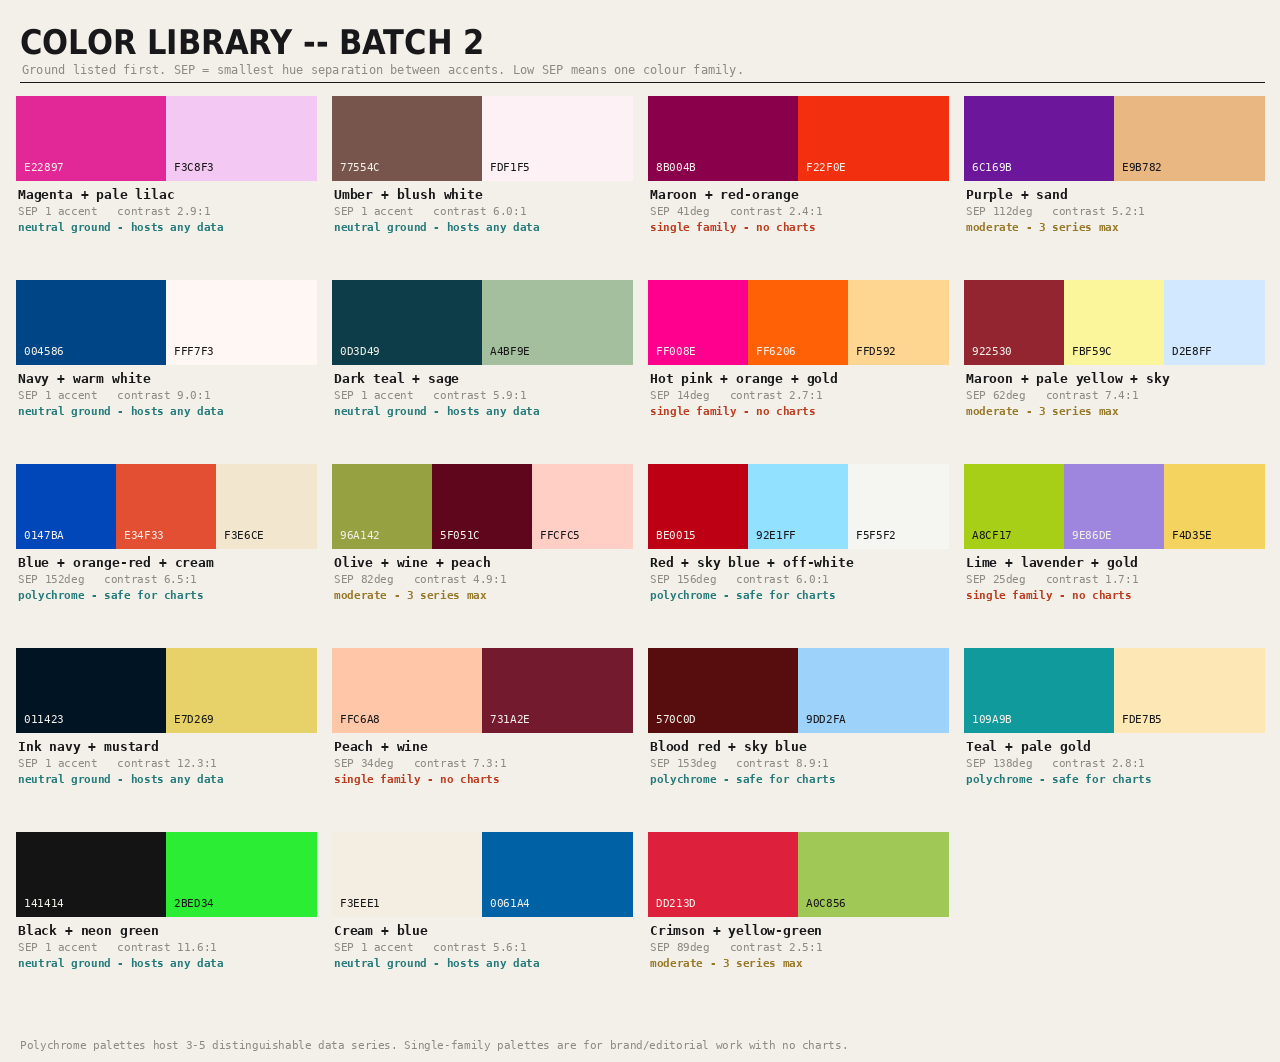 COLOR LIBRARY -- BATCH 2
Ground listed first. SEP = smallest hue separation between accents. Low SEP means one colour family.
E22897 F3C8F3
Magenta + pale lilac
SEP 1 accent contrast 2.9:1
neutral ground - hosts any data
77554C FDF1F5
Umber + blush white
SEP 1 accent contrast 6.0:1
neutral ground - hosts any data
8B004B F22F0E
Maroon + red-orange
SEP 41deg contrast 2.4:1
single family - no charts
6C169B E9B782
Purple + sand
SEP 112deg contrast 5.2:1
moderate - 3 series max
004586 FFF7F3
Navy + warm white
SEP 1 accent contrast 9.0:1
neutral ground - hosts any data
0D3D49 A4BF9E
Dark teal + sage
SEP 1 accent contrast 5.9:1
neutral ground - hosts any data
FF008E FF6206 FFD592
Hot pink + orange + gold
SEP 14deg contrast 2.7:1
single family - no charts
922530 FBF59C D2E8FF
Maroon + pale yellow + sky
SEP 62deg contrast 7.4:1
moderate - 3 series max
0147BA E34F33 F3E6CE
Blue + orange-red + cream
SEP 152deg contrast 6.5:1
polychrome - safe for charts
96A142 5F051C FFCFC5
Olive + wine + peach
SEP 82deg contrast 4.9:1
moderate - 3 series max
BE0015 92E1FF F5F5F2
Red + sky blue + off-white
SEP 156deg contrast 6.0:1
polychrome - safe for charts
A8CF17 9E86DE F4D35E
Lime + lavender + gold
SEP 25deg contrast 1.7:1
single family - no charts
011423 E7D269
Ink navy + mustard
SEP 1 accent contrast 12.3:1
neutral ground - hosts any data
FFC6A8 731A2E
Peach + wine
SEP 34deg contrast 7.3:1
single family - no charts
570C0D 9DD2FA
Blood red + sky blue
SEP 153deg contrast 8.9:1
polychrome - safe for charts
109A9B FDE7B5
Teal + pale gold
SEP 138deg contrast 2.8:1
polychrome - safe for charts
141414 2BED34
Black + neon green
SEP 1 accent contrast 11.6:1
neutral ground - hosts any data
F3EEE1 0061A4
Cream + blue
SEP 1 accent contrast 5.6:1
neutral ground - hosts any data
DD213D A0C856
Crimson + yellow-green
SEP 89deg contrast 2.5:1
moderate - 3 series max
Polychrome palettes host 3-5 distinguishable data series. Single-family palettes are for brand/editorial work with no charts.